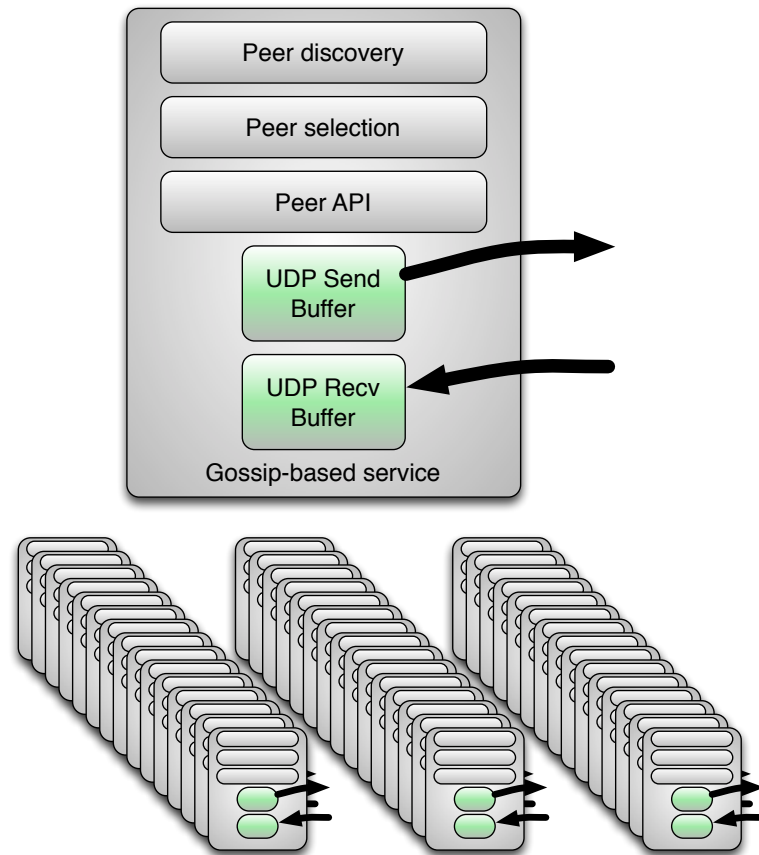 Peer discovery
Peer selection
Peer API
UDP Send
Buffer
UDP Recv
Buffer
Gossip-based service